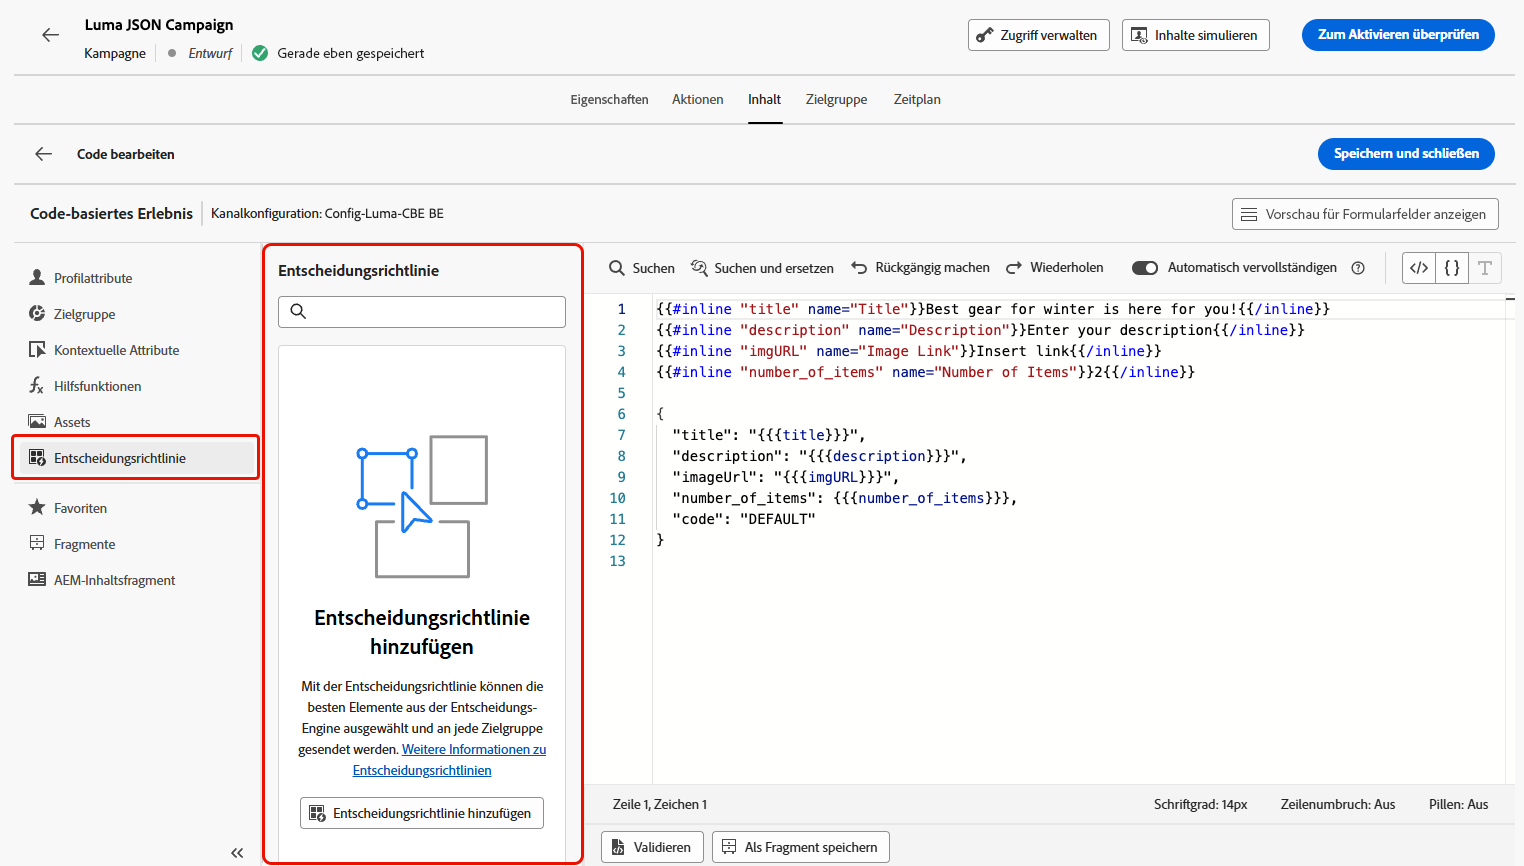 Luma JSON Campaign
Kampagne
Entwurf
Gerade eben gespeichert
Zugriff verwalten
Inhalte simulieren
Zum Aktivieren überprüfen
Eigenschaften
Aktionen
Inhalt
Zielgruppe
Zeitplan
Code bearbeiten
Speichern und schließen
Code-basiertes Erlebnis
Kanalkonfiguration: Config-Luma-CBE BE
Vorschau für Formularfelder anzeigen
Profilattribute
Zielgruppe
Kontextuelle Attribute
Hilfsfunktionen
Assets
Entscheidungsrichtlinie
Favoriten
Fragmente
AEM-Inhaltsfragment
Entscheidungsrichtlinie
Entscheidungsrichtlinie
hinzufügen
Mit der Entscheidungsrichtlinie können die
besten Elemente aus der Entscheidungs-
Engine ausgewählt und an jede Zielgruppe
gesendet werden. Weitere Informationen zu
Entscheidungsrichtlinien
Entscheidungsrichtlinie hinzufügen
Suchen
Suchen und ersetzen
Rückgängig machen
Wiederholen
Automatisch vervollständigen
1 {{#inline "title" name="Title"}}Best gear for winter is here for you!{{/inline}}
2 {{#inline "description" name="Description"}}Enter your description{{/inline}}
3 {{#inline "imgURL" name="Image Link"}}Insert link{{/inline}}
4 {{#inline "number_of_items" name="Number of Items"}}2{{/inline}}
5
6 {
7 "title": "{{{title}}}",
8 "description": "{{{description}}}",
9 "imageUrl": "{{{imgURL}}}",
10 "number_of_items": {{{number_of_items}}},
11 "code": "DEFAULT"
12 }
13
Zeile 1, Zeichen 1
Schriftgrad: 14px
Zeilenumbruch: Aus
Pillen: Aus
Validieren
Als Fragment speichern